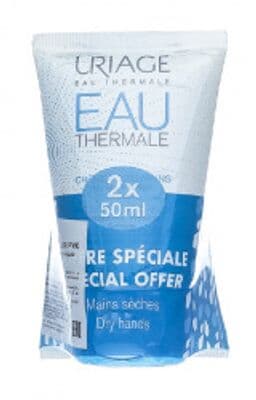 URIAGE
EAU THERMALE
EAU
THERMALE
2x
50ml
RE SPÉCIALE
ECIAL OFFER
Mains sèches
Dry hands